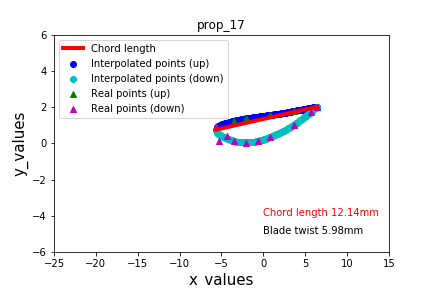 prop_17
Chord length
Interpolated points (up)
Interpolated points (down)
Real points (up)
Real points (down)
6
4
2
0
−2
−4
−6
y_values
Chord length 12.14mm
Blade twist 5.98mm
−25 −20 −15 −10 −5 0 5 10 15
x_values